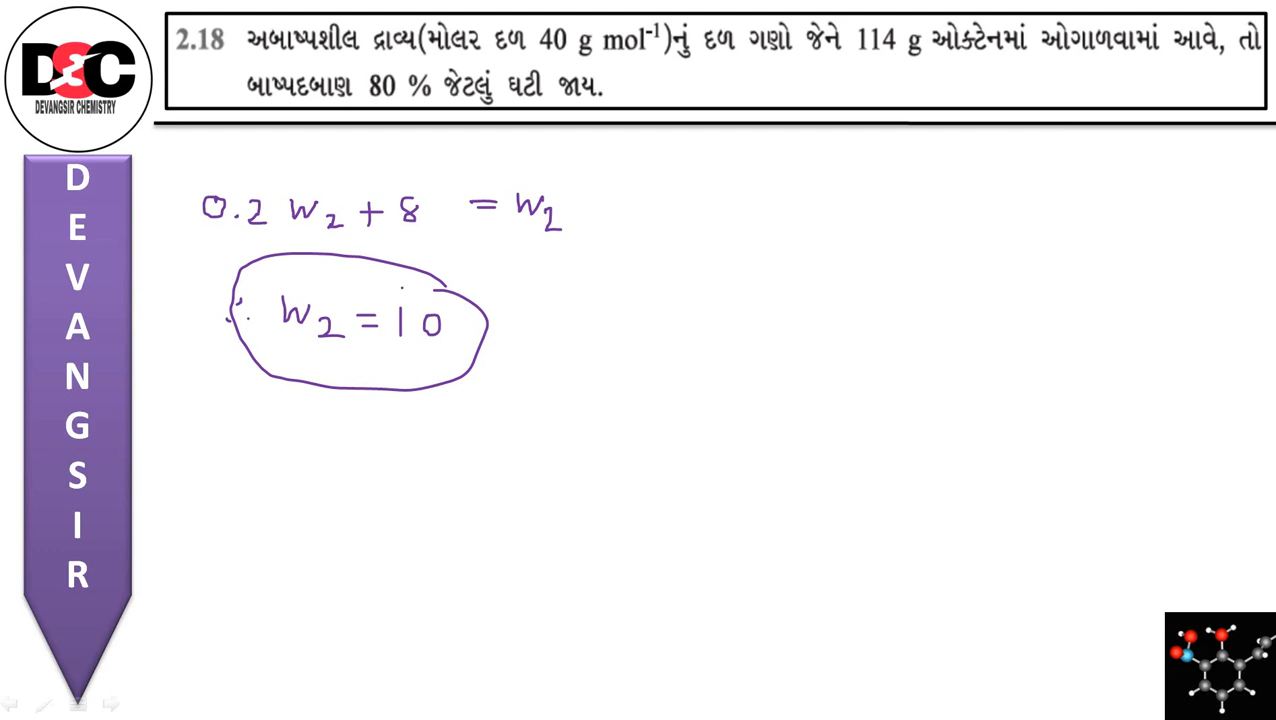 DEC
DEVANGSIR CHEMISTRY
2.18 અબાષ્પશીલ દ્રાવ્ય(મોલર દળ 40 g mol⁻¹)નું દળ ગણો જેને 114 g ઓક્ટેનમાં ઓગાળવામાં આવે, તો
બાષ્પદબાણ 80 % જેટલું ઘટી જાય.
D
E
V
A
N
G
S
I
R
0.2 W₂ + 8 = W₂
∴ W₂ = 10